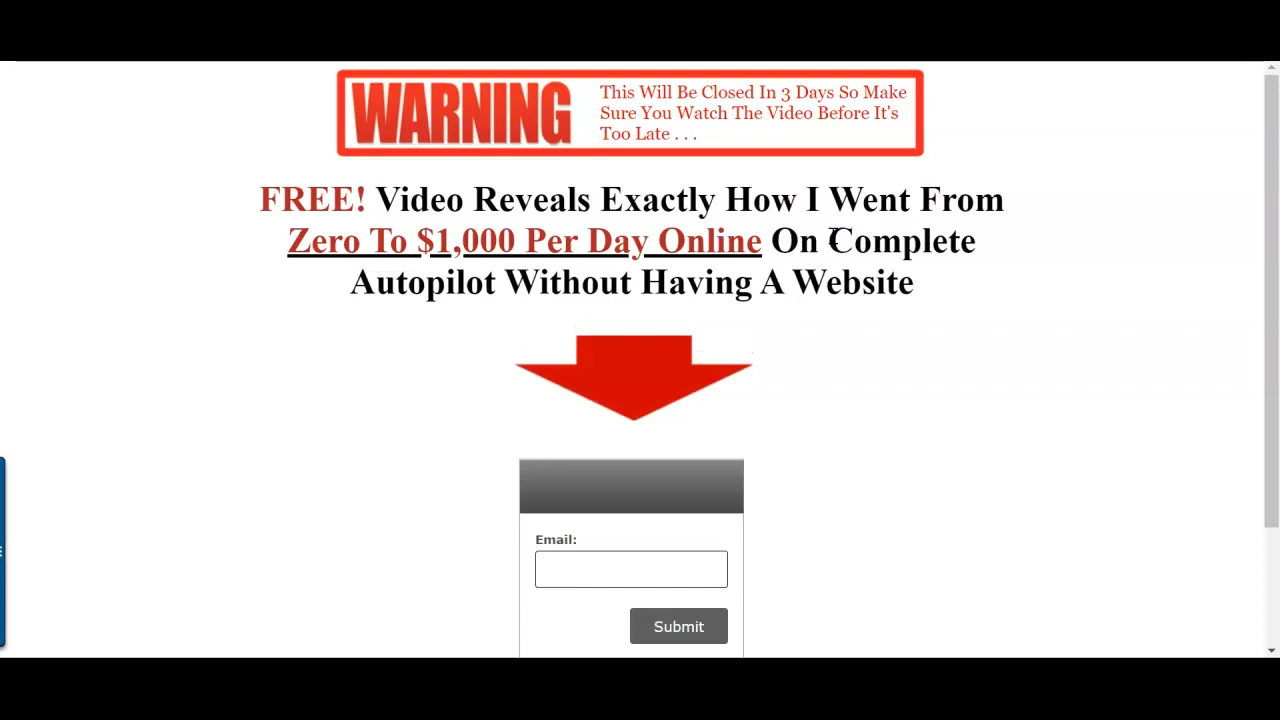 WARNING
This Will Be Closed In 3 Days So Make
Sure You Watch The Video Before It's
Too Late . . .
FREE! Video Reveals Exactly How I Went From
Zero To $1,000 Per Day Online On Complete
Autopilot Without Having A Website
Email:
Submit